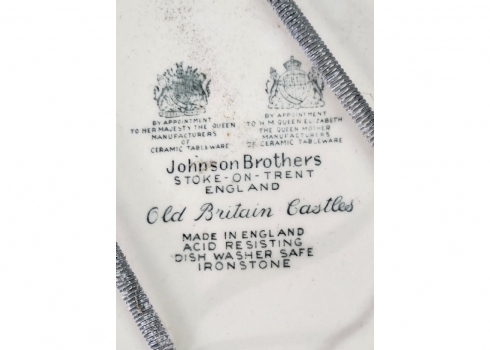 BY APPOINTMENT
TO HER MAJESTY THE QUEEN
MANUFACTURERS
OF
CERAMIC TABLEWARE
BY APPOINTMENT
TO H M QUEEN ELIZABETH
THE QUEEN MOTHER
MANUFACTURERS
OF CERAMIC TABLEWARE
Johnson Brothers
STOKE-ON-TRENT
ENGLAND
Old Britain Castles
MADE IN ENGLAND
ACID RESISTING
DISH WASHER SAFE
IRONSTONE